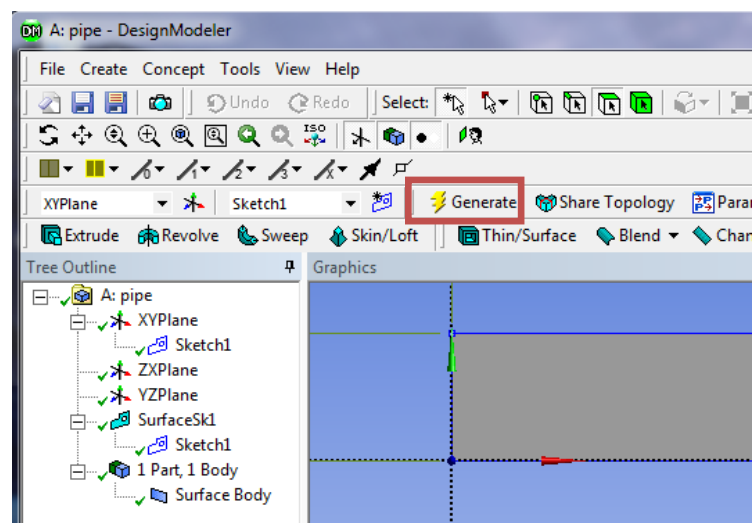 DM A: pipe - DesignModeler
File Create Concept Tools View Help
Undo Redo Select:
ISO
XYPlane Sketch1 Generate Share Topology
Extrude Revolve Sweep Skin/Loft Thin/Surface Blend
Tree Outline Graphics
A: pipe
XYPlane
Sketch1
ZXPlane
YZPlane
SurfaceSk1
Sketch1
1 Part, 1 Body
Surface Body